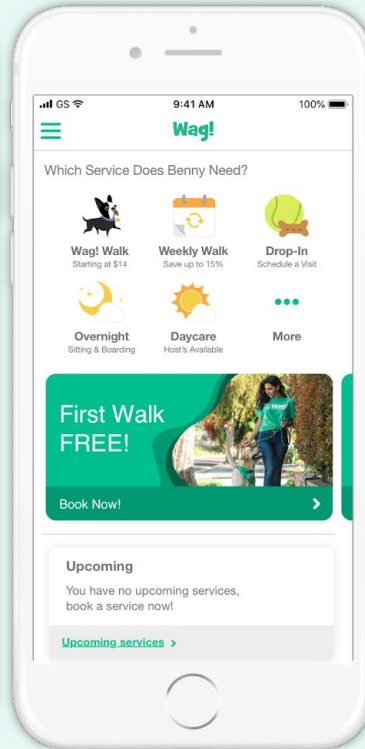 GS 9:41 AM 100%
Wag!
Which Service Does Benny Need?
Wag! Walk Weekly Walk Drop-In
Starting at $14 Save up to 15% Schedule a Visit
Overnight Daycare More
Sitting & Boarding Host's Available
First Walk
FREE!
Book Now!
Upcoming
You have no upcoming services,
book a service now!
Upcoming services >